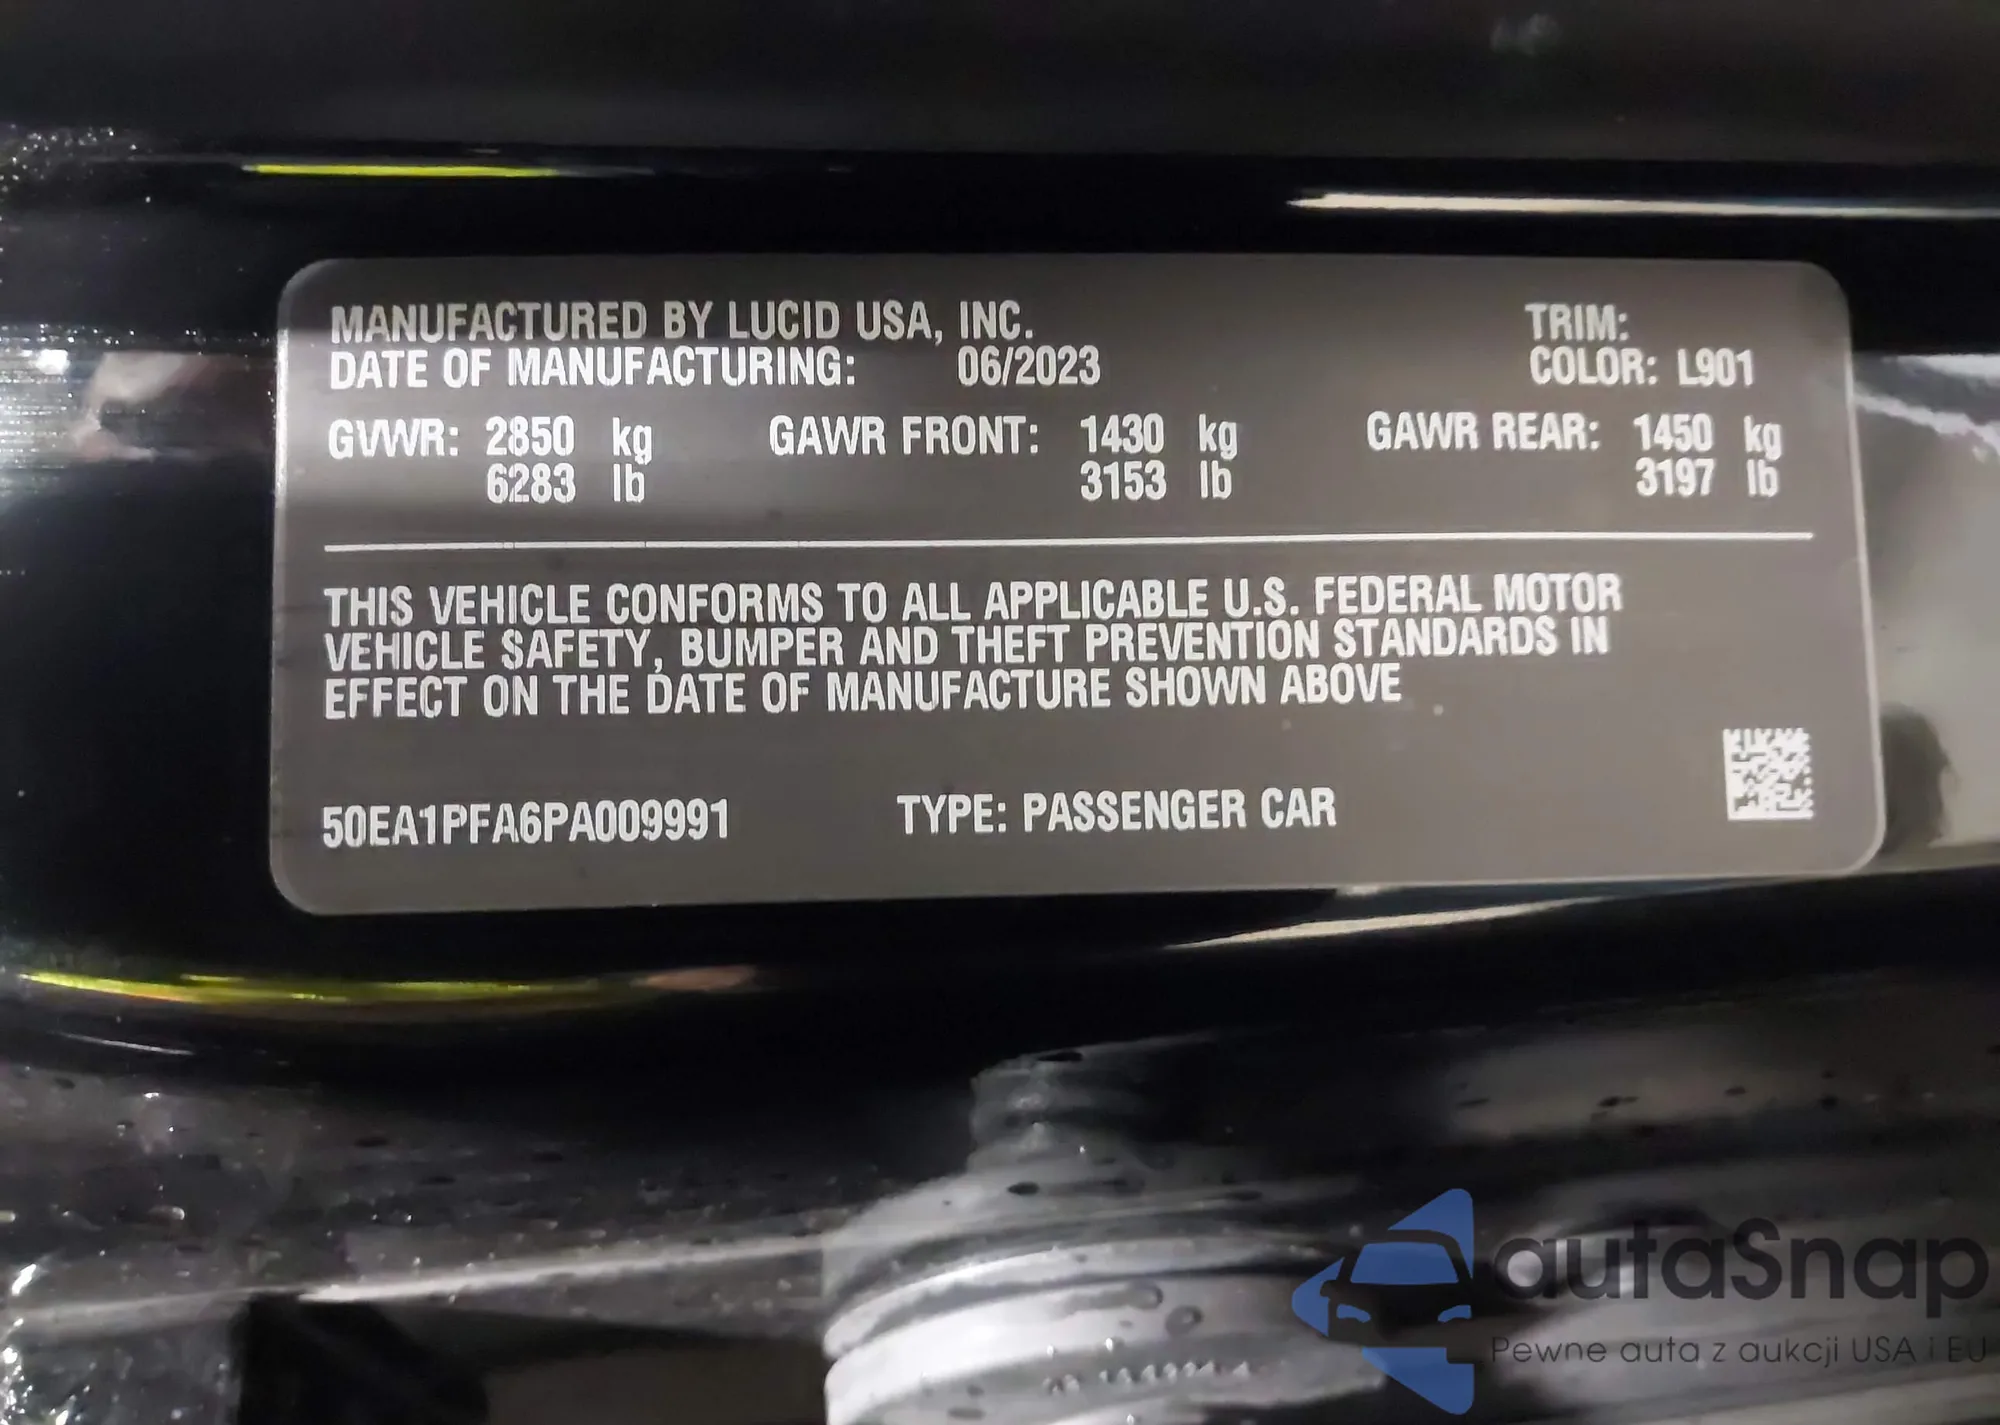 MANUFACTURED BY LUCID USA, INC. TRIM:
DATE OF MANUFACTURING: 06/2023 COLOR: L901
GVWR: 2850 kg GAWR FRONT: 1430 kg GAWR REAR: 1450 kg
6283 lb 3153 lb 3197 lb
THIS VEHICLE CONFORMS TO ALL APPLICABLE U.S. FEDERAL MOTOR
VEHICLE SAFETY, BUMPER AND THEFT PREVENTION STANDARDS IN
EFFECT ON THE DATE OF MANUFACTURE SHOWN ABOVE
50EA1PFA6PA009991 TYPE: PASSENGER CAR
autaSnap
Pewne auta z aukcji USA i EU